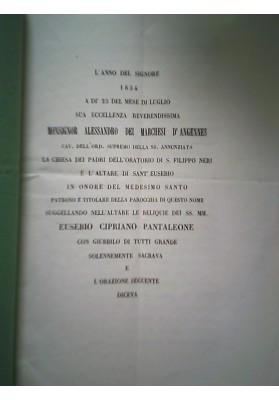 L'ANNO DEL SIGNORE
1854
A DI' 23 DEL MESE DI LUGLIO
SUA ECCELLENZA REVERENDISSIMA
MONSIGNOR ALESSANDRO DEI MARCHESI D'ANGENNES
CAV. DELL'ORD. SUPREMO DELLA SS. ANNUNZIATA
LA CHIESA DEI PADRI DELL'ORATORIO DI S. FILIPPO NERI
E L'ALTARE DI SANT'EUSEBIO
IN ONORE DEL MEDESIMO SANTO
PATRONO E TITOLARE DELLA PAROCCHIA DI QUESTO NOME
SUGGELLANDO NELL'ALTARE LE RELIQUIE DEI SS. MM.
EUSEBIO CIPRIANO PANTALEONE
CON GIUBBILO DI TUTTI GRANDE
SOLENNEMENTE SACRAVA
E
L'ORAZIONE SEGUENTE
DICEVA